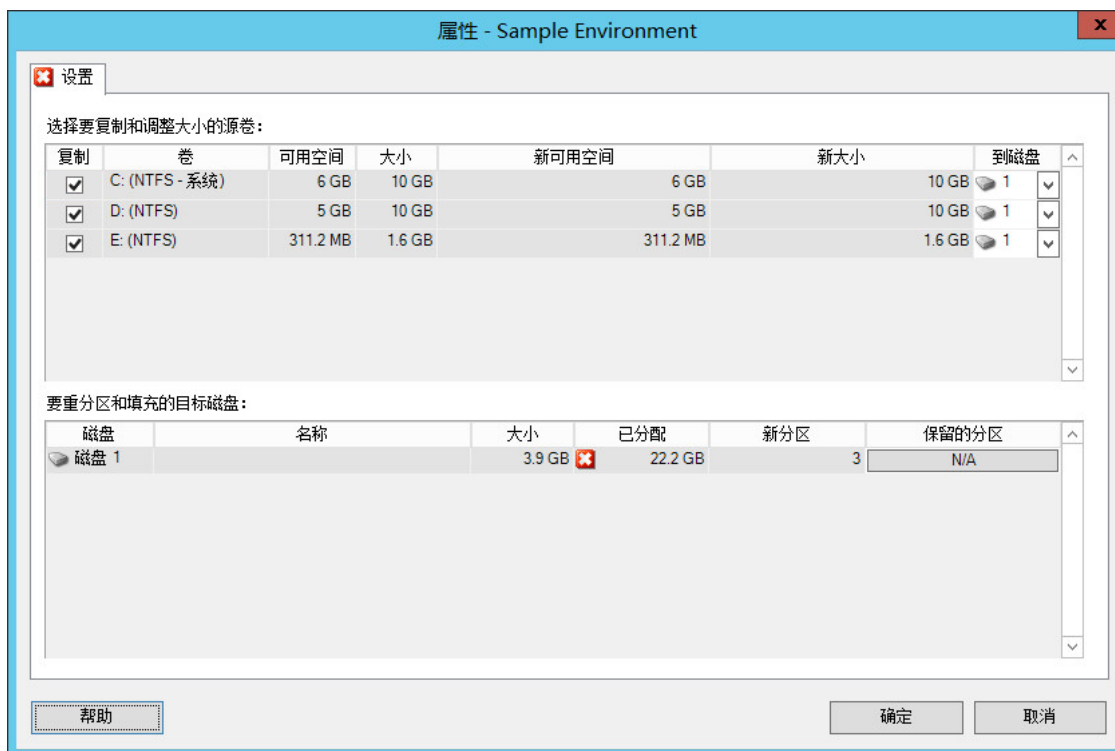 属性 - Sample Environment
x
设置
选择要复制和调整大小的源卷:
复制 卷 可用空间 大小 新可用空间 新大小 到磁盘
C: (NTFS - 系统) 6 GB 10 GB 6 GB 10 GB 1
D: (NTFS) 5 GB 10 GB 5 GB 10 GB 1
E: (NTFS) 311.2 MB 1.6 GB 311.2 MB 1.6 GB 1
要重分区和填充的目标磁盘:
磁盘 名称 大小 已分配 新分区 保留的分区
磁盘 1 3.9 GB 22.2 GB 3 N/A
帮助 确定 取消